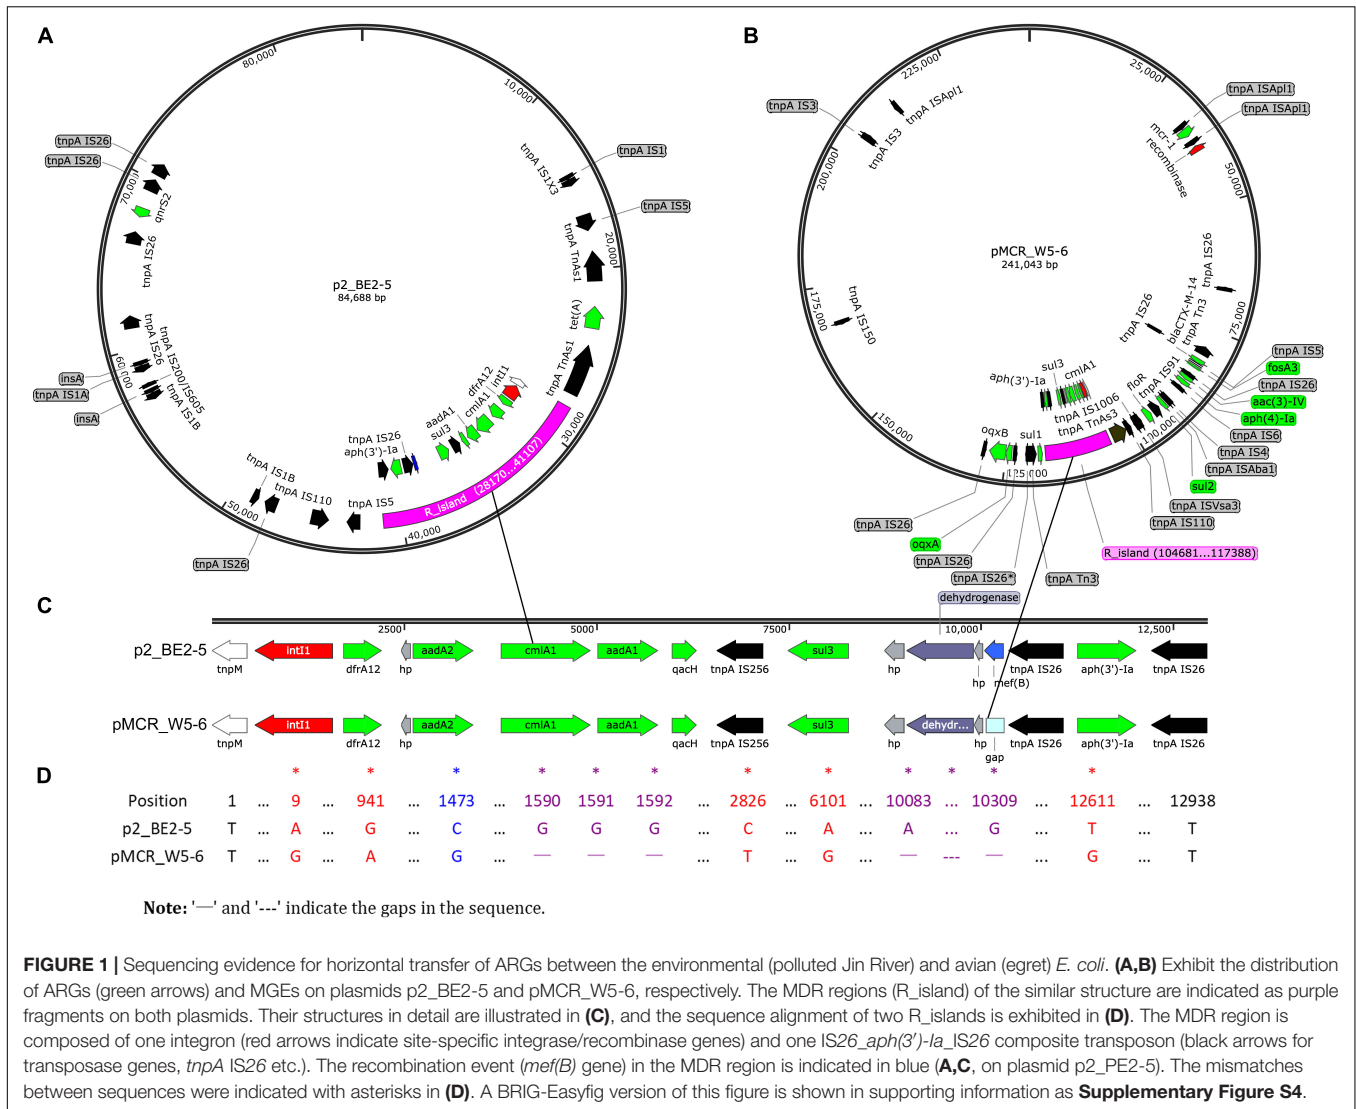 A
80,000
10,000
tnpA IS26
tnpA IS26
70,000
qnrS2
tnpA IS26
tnpA IS1X3
tnpA IS1
tnpA IS5
20,000
tnpA TnAs1
tet(A)
tnpA TnAs1
p2_BE2-5
84,688 bp
tnpA IS26
tnpA IS200/IS605
tnpA IS1B
60,000
insA
tnpA IS1A
insA
intI1
dfrA12
cmlA1
aadA1
sul3
tnpA IS26
aph(3')-Ia
30,000
R_island (28170...41107)
tnpA IS1B
tnpA IS110
tnpA IS5
50,000
40,000
tnpA IS26
B
225,000
25,000
tnpA ISApl1
tnpA IS3
tnpA IS3
200,000
tnpA ISApl1
tnpA ISApl1
mcr-1
recombinase
50,000
pMCR_W5-6
241,043 bp
tnpA IS26
175,000
tnpA IS150
tnpA IS26
blaCTX-M-14
tnpA Tn3
75,000
tnpA IS5
fosA3
tnpA IS26
aac(3)-IV
aph(4)-Ia
tnpA IS6
tnpA IS4
tnpA ISAba1
sul2
tnpA ISVsa3
tnpA IS110
sul3
cmlA1
aph(3')-Ia
floR
tnpA IS91
tnpA IS1006
tnpA TnAs3
100,000
150,000
oqxB
sul1
125,000
R_island (104681...117388)
tnpA IS26
oqxA
tnpA IS26
tnpA IS26*
tnpA Tn3
C
dehydrogenase
2500 5000 7500 10,000 12,500
p2_BE2-5
intI1 aadA2 cmlA1 aadA1 sul3
tnpM dfrA12 hp qacH tnpA IS256 hp hp mef(B) tnpA IS26 aph(3')-Ia tnpA IS26
pMCR_W5-6
intI1 aadA2 cmlA1 aadA1 sul3 dehydr...
tnpM dfrA12 hp qacH tnpA IS256 hp hp gap tnpA IS26 aph(3')-Ia tnpA IS26
D
* * * * * * * * * * * *
Position 1 ... 9 ... 941 ... 1473 ... 1590 1591 1592 ... 2826 ... 6101 ... 10083 ... 10309 ... 12611 ... 12938
p2_BE2-5 T ... A ... G ... C ... G G G ... C ... A ... A ... G ... T ... T
pMCR_W5-6 T ... G ... A ... G ... — — — ... T ... G ... — --- — ... G ... T
Note: '—' and '---' indicate the gaps in the sequence.
FIGURE 1 | Sequencing evidence for horizontal transfer of ARGs between the environmental (polluted Jin River) and avian (egret) E. coli. (A,B) Exhibit the distribution
of ARGs (green arrows) and MGEs on plasmids p2_BE2-5 and pMCR_W5-6, respectively. The MDR regions (R_island) of the similar structure are indicated as purple
fragments on both plasmids. Their structures in detail are illustrated in (C), and the sequence alignment of two R_islands is exhibited in (D). The MDR region is
composed of one integron (red arrows indicate site-specific integrase/recombinase genes) and one IS26_aph(3′)-Ia_IS26 composite transposon (black arrows for
transposase genes, tnpA IS26 etc.). The recombination event (mef(B) gene) in the MDR region is indicated in blue (A,C, on plasmid p2_PE2-5). The mismatches
between sequences were indicated with asterisks in (D). A BRIG-Easyfig version of this figure is shown in supporting information as Supplementary Figure S4.